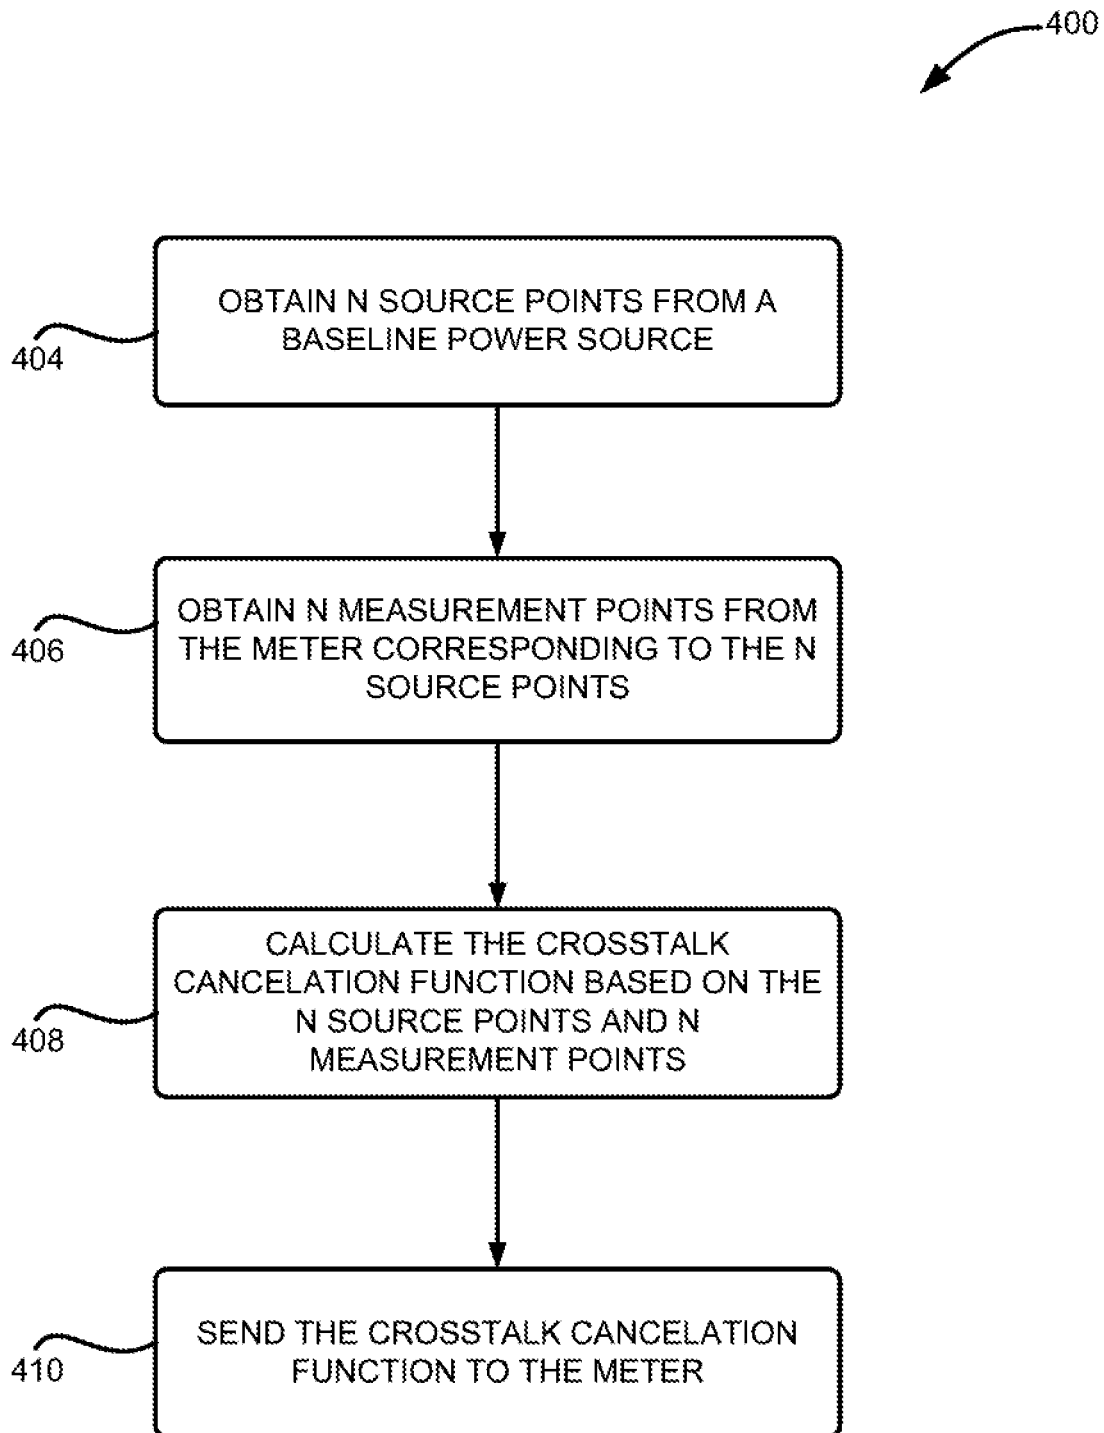 400
OBTAIN N SOURCE POINTS FROM A
BASELINE POWER SOURCE
404
OBTAIN N MEASUREMENT POINTS FROM
THE METER CORRESPONDING TO THE N
SOURCE POINTS
406
CALCULATE THE CROSSTALK
CANCELATION FUNCTION BASED ON THE
N SOURCE POINTS AND N
MEASUREMENT POINTS
408
SEND THE CROSSTALK CANCELATION
FUNCTION TO THE METER
410